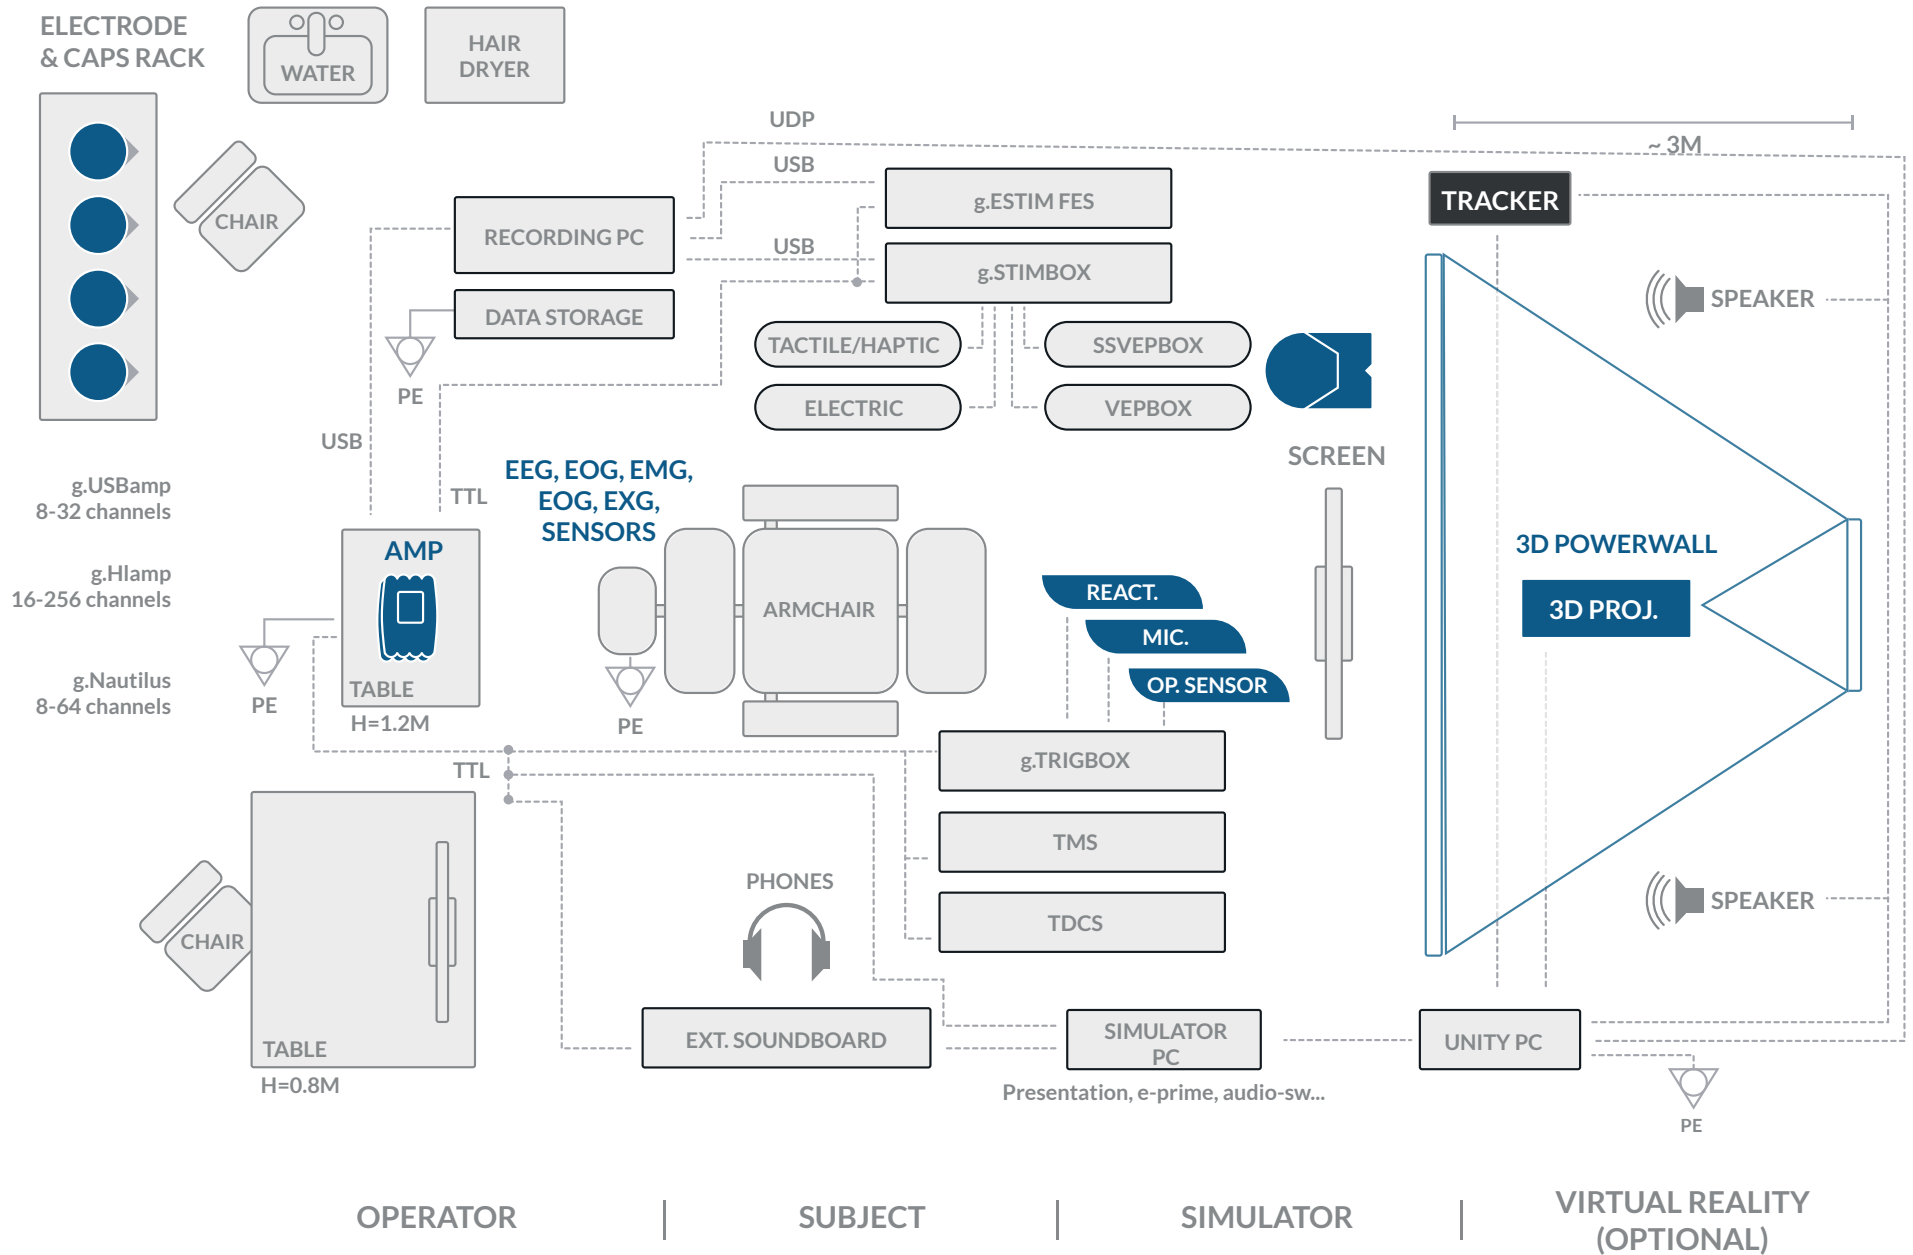 ELECTRODE
& CAPS RACK
WATER
HAIR
DRYER
CHAIR
UDP
USB
~ 3M
RECORDING PC
g.ESTIM FES
TRACKER
USB
g.STIMBOX
DATA STORAGE
SPEAKER
PE
TACTILE/HAPTIC
SSVEPBOX
ELECTRIC
VEPBOX
USB
SCREEN
g.USBamp
8-32 channels
TTL
EEG, EOG, EMG,
EOG, EXG,
SENSORS
AMP
3D POWERWALL
g.HIamp
16-256 channels
ARMCHAIR
REACT.
3D PROJ.
MIC.
g.Nautilus
8-64 channels
PE
TABLE
H=1.2M
PE
OP. SENSOR
TTL
g.TRIGBOX
TMS
PHONES
TDCS
SPEAKER
CHAIR
TABLE
H=0.8M
EXT. SOUNDBOARD
SIMULATOR
PC
UNITY PC
Presentation, e-prime, audio-sw...
PE
OPERATOR
SUBJECT
SIMULATOR
VIRTUAL REALITY
(OPTIONAL)